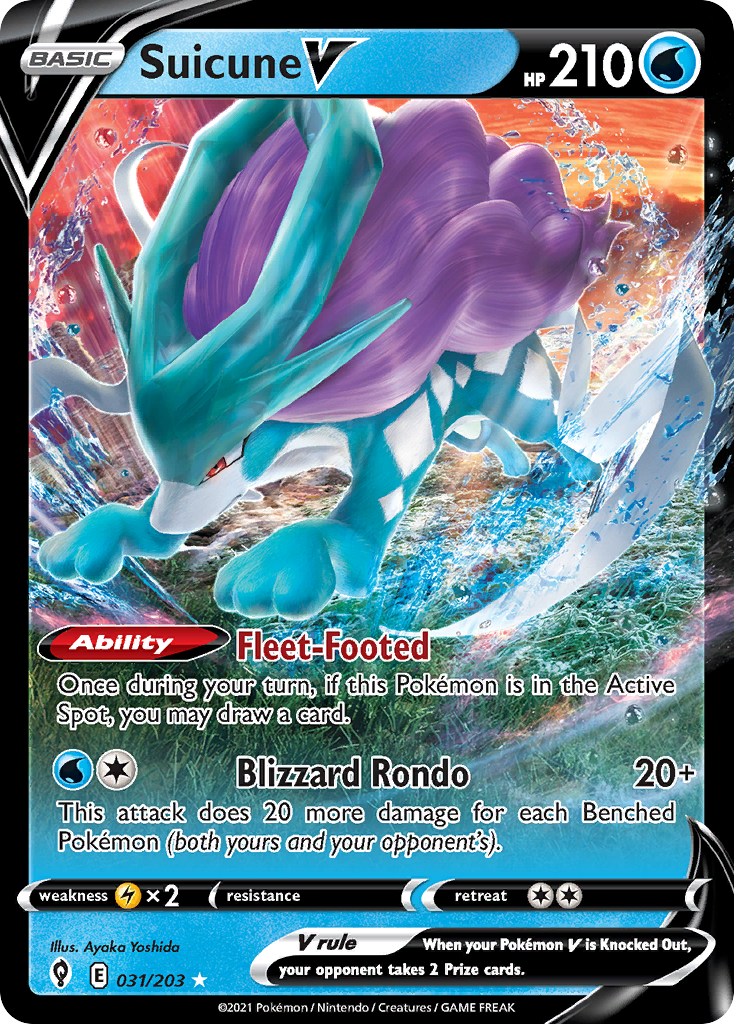 BASIC
Suicune V
HP 210
Ability Fleet-Footed
Once during your turn, if this Pokémon is in the Active
Spot, you may draw a card.
Blizzard Rondo 20+
This attack does 20 more damage for each Benched
Pokémon (both yours and your opponent's).
weakness ×2 resistance retreat
Illus. Ayaka Yoshida
V rule When your Pokémon V is Knocked Out,
your opponent takes 2 Prize cards.
E 031/203 ★
©2021 Pokémon / Nintendo / Creatures / GAME FREAK